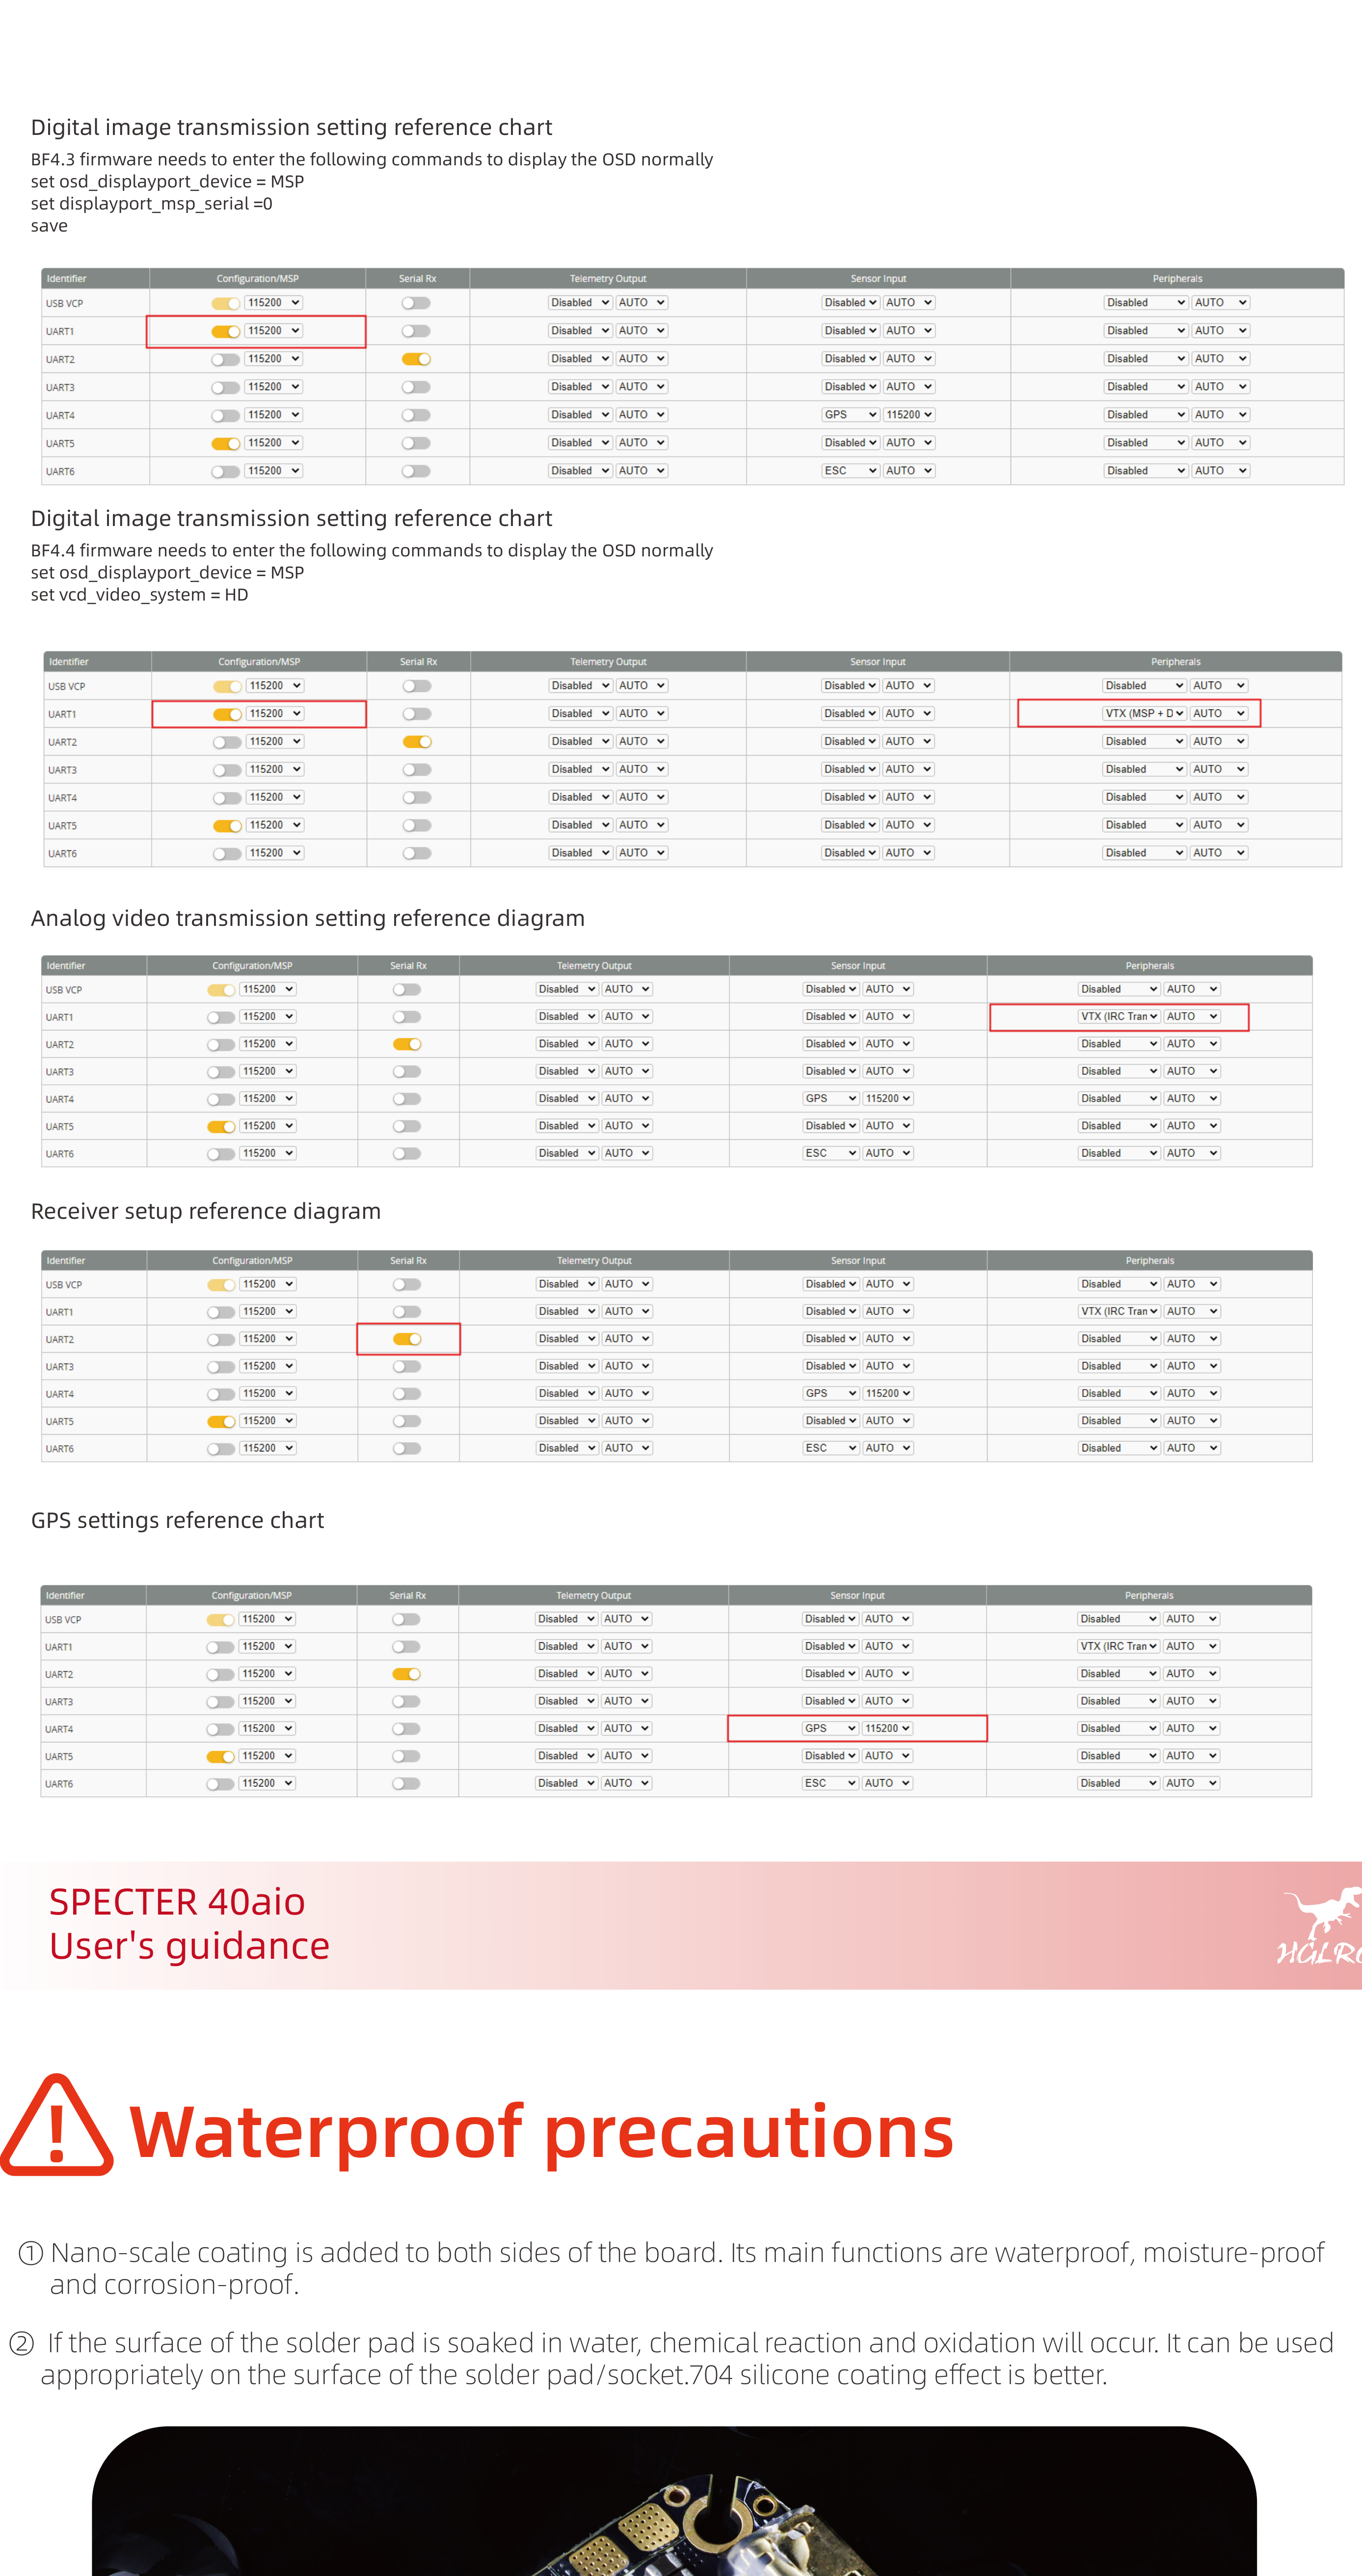 Digital image transmission setting reference chart
BF4.3 firmware needs to enter the following commands to display the OSD normally
set osd_displayport_device = MSP
set displayport_msp_serial =0
save
Identifier Configuration/MSP Serial Rx Telemetry Output Sensor Input Peripherals
USB VCP 115200 Disabled AUTO Disabled AUTO Disabled AUTO
UART1 115200 Disabled AUTO Disabled AUTO Disabled AUTO
UART2 115200 Disabled AUTO Disabled AUTO Disabled AUTO
UART3 115200 Disabled AUTO Disabled AUTO Disabled AUTO
UART4 115200 Disabled AUTO GPS 115200 Disabled AUTO
UART5 115200 Disabled AUTO Disabled AUTO Disabled AUTO
UART6 115200 Disabled AUTO ESC AUTO Disabled AUTO
Digital image transmission setting reference chart
BF4.4 firmware needs to enter the following commands to display the OSD normally
set osd_displayport_device = MSP
set vcd_video_system = HD
Identifier Configuration/MSP Serial Rx Telemetry Output Sensor Input Peripherals
USB VCP 115200 Disabled AUTO Disabled AUTO Disabled AUTO
UART1 115200 Disabled AUTO Disabled AUTO VTX (MSP + D AUTO
UART2 115200 Disabled AUTO Disabled AUTO Disabled AUTO
UART3 115200 Disabled AUTO Disabled AUTO Disabled AUTO
UART4 115200 Disabled AUTO Disabled AUTO Disabled AUTO
UART5 115200 Disabled AUTO Disabled AUTO Disabled AUTO
UART6 115200 Disabled AUTO Disabled AUTO Disabled AUTO
Analog video transmission setting reference diagram
Identifier Configuration/MSP Serial Rx Telemetry Output Sensor Input Peripherals
USB VCP 115200 Disabled AUTO Disabled AUTO Disabled AUTO
UART1 115200 Disabled AUTO Disabled AUTO VTX (IRC Tran AUTO
UART2 115200 Disabled AUTO Disabled AUTO Disabled AUTO
UART3 115200 Disabled AUTO Disabled AUTO Disabled AUTO
UART4 115200 Disabled AUTO GPS 115200 Disabled AUTO
UART5 115200 Disabled AUTO Disabled AUTO Disabled AUTO
UART6 115200 Disabled AUTO ESC AUTO Disabled AUTO
Receiver setup reference diagram
Identifier Configuration/MSP Serial Rx Telemetry Output Sensor Input Peripherals
USB VCP 115200 Disabled AUTO Disabled AUTO Disabled AUTO
UART1 115200 Disabled AUTO Disabled AUTO VTX (IRC Tran AUTO
UART2 115200 Disabled AUTO Disabled AUTO Disabled AUTO
UART3 115200 Disabled AUTO Disabled AUTO Disabled AUTO
UART4 115200 Disabled AUTO GPS 115200 Disabled AUTO
UART5 115200 Disabled AUTO Disabled AUTO Disabled AUTO
UART6 115200 Disabled AUTO ESC AUTO Disabled AUTO
GPS settings reference chart
Identifier Configuration/MSP Serial Rx Telemetry Output Sensor Input Peripherals
USB VCP 115200 Disabled AUTO Disabled AUTO Disabled AUTO
UART1 115200 Disabled AUTO Disabled AUTO VTX (IRC Tran AUTO
UART2 115200 Disabled AUTO Disabled AUTO Disabled AUTO
UART3 115200 Disabled AUTO Disabled AUTO Disabled AUTO
UART4 115200 Disabled AUTO GPS 115200 Disabled AUTO
UART5 115200 Disabled AUTO Disabled AUTO Disabled AUTO
UART6 115200 Disabled AUTO ESC AUTO Disabled AUTO
SPECTER 40aio
User's guidance
HGLRC
Waterproof precautions
① Nano-scale coating is added to both sides of the board. Its main functions are waterproof, moisture-proof
and corrosion-proof.
② If the surface of the solder pad is soaked in water, chemical reaction and oxidation will occur. It can be used
appropriately on the surface of the solder pad/socket.704 silicone coating effect is better.